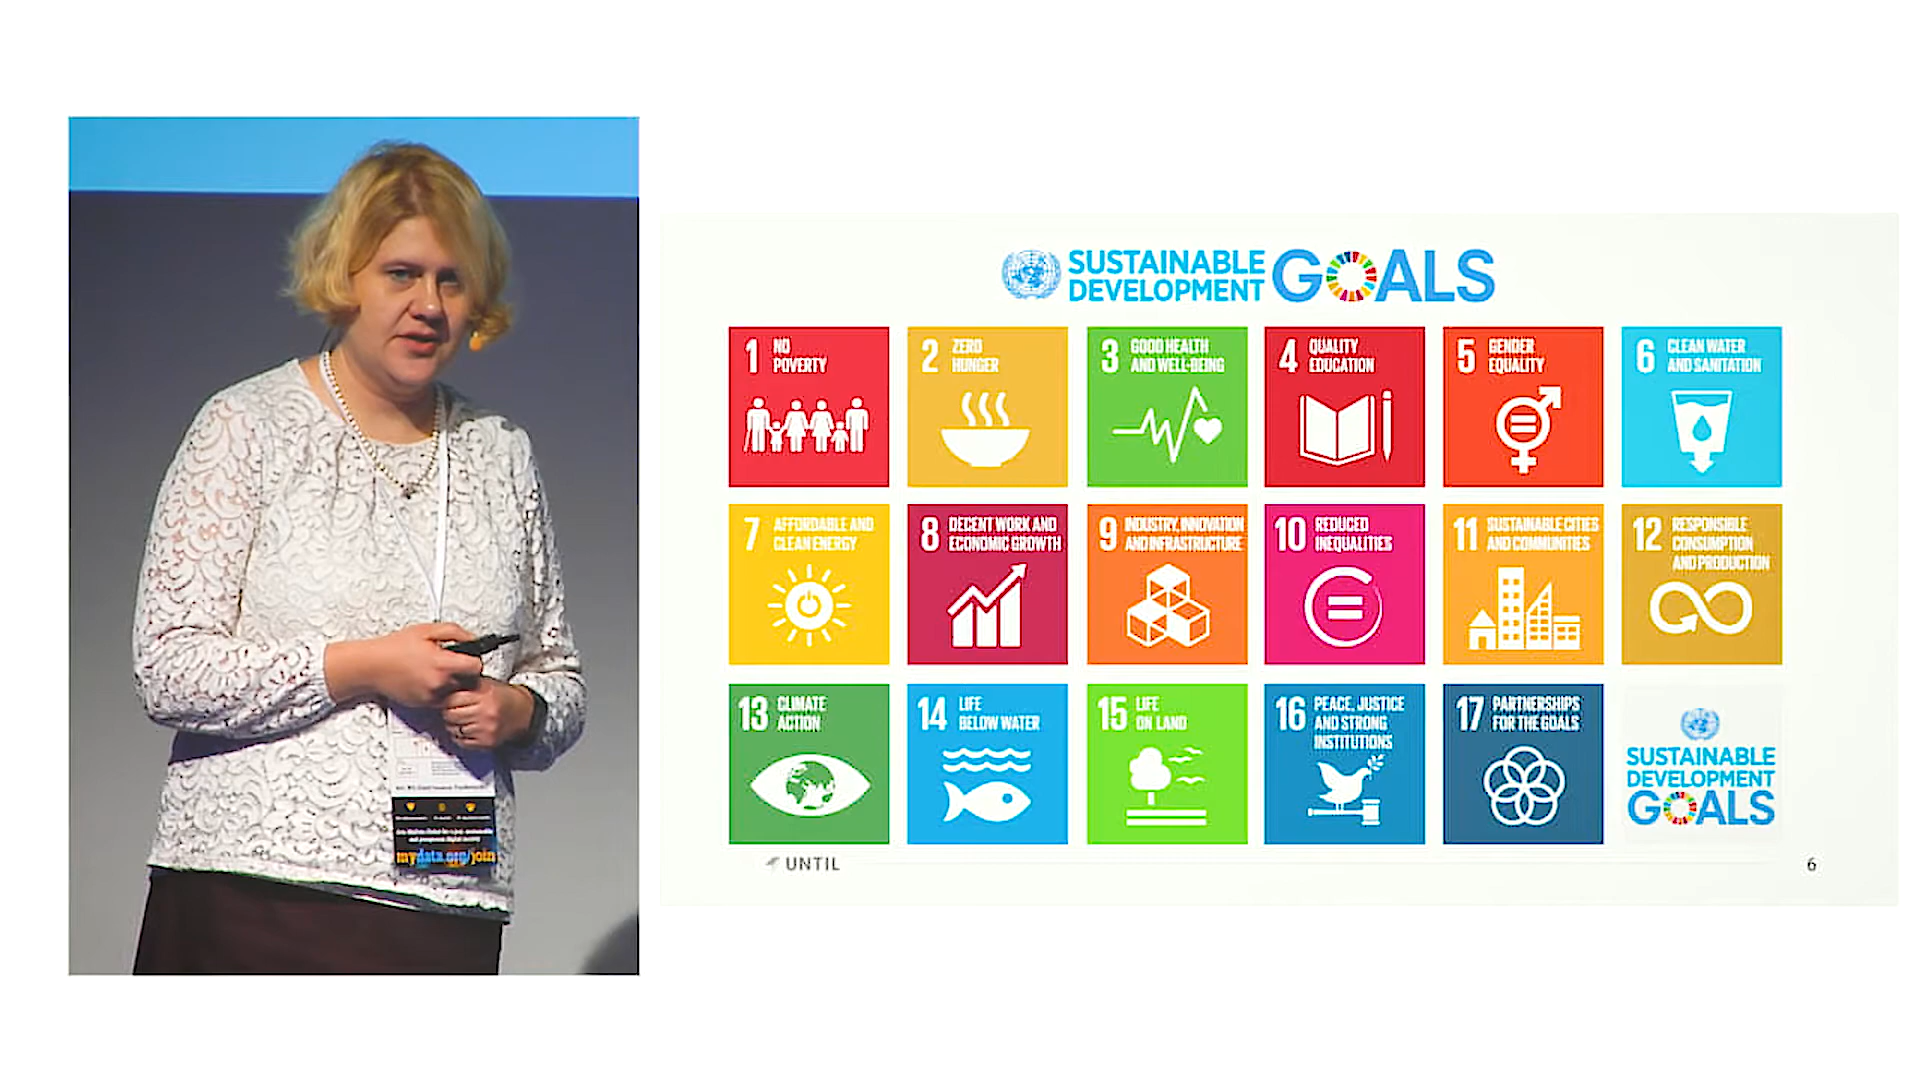 SUSTAINABLE
DEVELOPMENT
GOALS
1 NO
POVERTY
2 ZERO
HUNGER
3 GOOD HEALTH
AND WELL-BEING
4 QUALITY
EDUCATION
5 GENDER
EQUALITY
6 CLEAN WATER
AND SANITATION
7 AFFORDABLE AND
CLEAN ENERGY
8 DECENT WORK AND
ECONOMIC GROWTH
9 INDUSTRY, INNOVATION
AND INFRASTRUCTURE
10 REDUCED
INEQUALITIES
11 SUSTAINABLE CITIES
AND COMMUNITIES
12 RESPONSIBLE
CONSUMPTION
AND PRODUCTION
13 CLIMATE
ACTION
14 LIFE
BELOW WATER
15 LIFE
ON LAND
16 PEACE, JUSTICE
AND STRONG
INSTITUTIONS
17 PARTNERSHIPS
FOR THE GOALS
SUSTAINABLE
DEVELOPMENT
GOALS
UNTIL
6
mydata.org/join